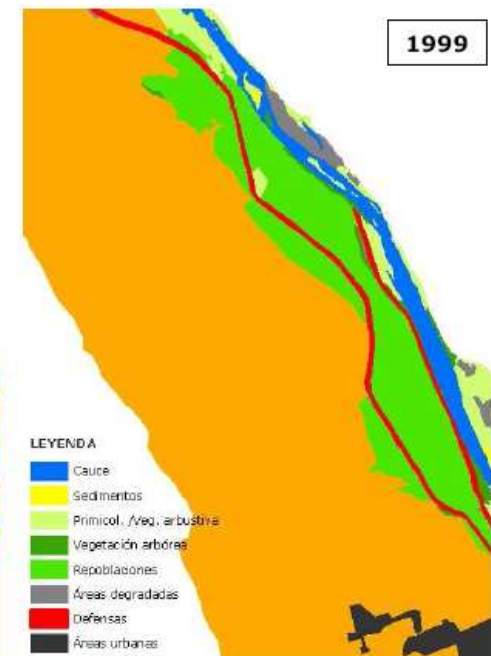 1999
LEYENDA
Cauce
Sedimentos
Primicol. /Veg. arbustiva
Vegetación arbórea
Repoblaciones
Áreas degradadas
Defensas
Áreas urbanas